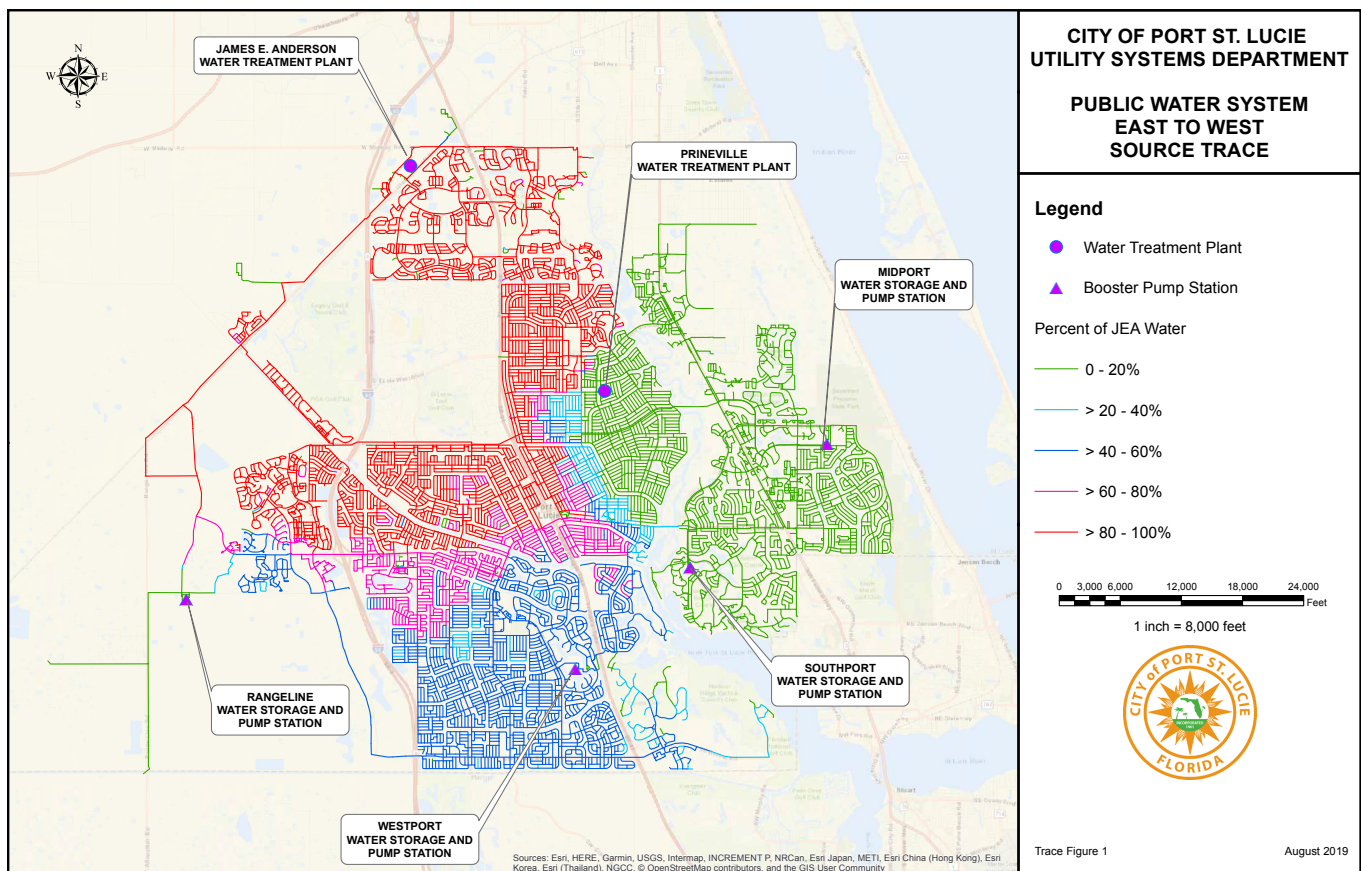 CITY OF PORT ST. LUCIE
UTILITY SYSTEMS DEPARTMENT
PUBLIC WATER SYSTEM
EAST TO WEST
SOURCE TRACE
N
W
E
S
JAMES E. ANDERSON
WATER TREATMENT PLANT
PRINEVILLE
WATER TREATMENT PLANT
MIDPORT
WATER STORAGE AND
PUMP STATION
SOUTHPORT
WATER STORAGE AND
PUMP STATION
RANGELINE
WATER STORAGE AND
PUMP STATION
WESTPORT
WATER STORAGE AND
PUMP STATION
Jensen Beach
Stuart
Legend
Water Treatment Plant
Booster Pump Station
Percent of JEA Water
0 - 20%
> 20 - 40%
> 40 - 60%
> 60 - 80%
> 80 - 100%
0 3,000 6,000 12,000 18,000 24,000
Feet
1 inch = 8,000 feet
CITY of PORT ST. LUCIE
FLORIDA
Sources: Esri, HERE, Garmin, USGS, Intermap, INCREMENT P, NRCan, Esri Japan, METI, Esri China (Hong Kong), Esri
Korea, Esri (Thailand), NGCC, © OpenStreetMap contributors, and the GIS User Community
Trace Figure 1
August 2019